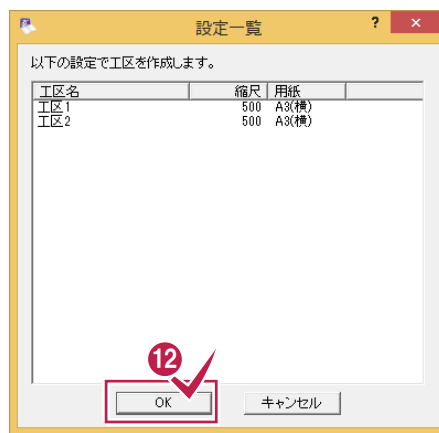 設定一覧 ? ×
以下の設定で工区を作成します。
工区名 縮尺 用紙
工区1 500 A3(横)
工区2 500 A3(横)
12
OK キャンセル